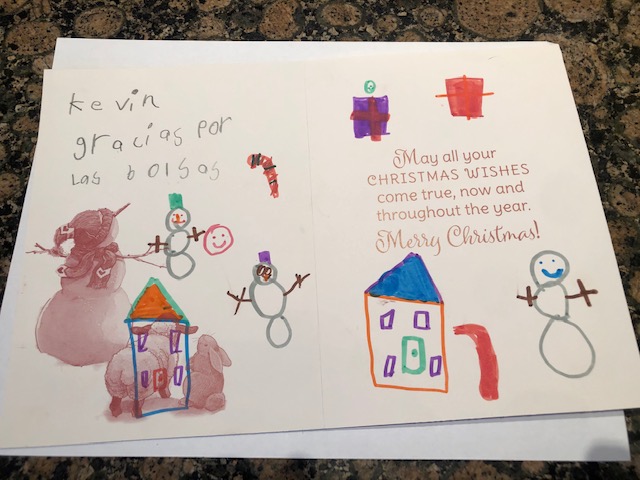 kevin
gracias por
las bolsas
May all your
CHRISTMAS WISHES
come true, now and
throughout the year.
Merry Christmas!